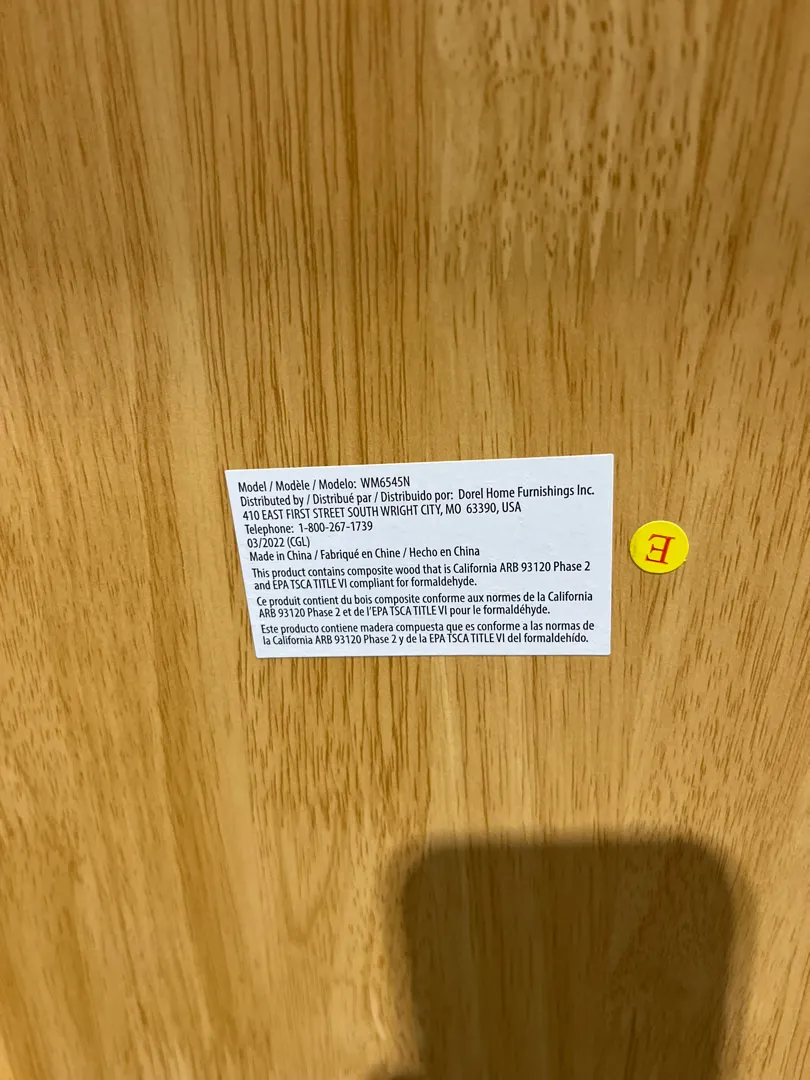 Model / Modèle / Modelo: WM6545N
Distributed by / Distribué par / Distribuido por: Dorel Home Furnishings Inc.
410 EAST FIRST STREET SOUTH WRIGHT CITY, MO 63390, USA
Telephone: 1-800-267-1739
03/2022 (CGL)
Made in China / Fabriqué en Chine / Hecho en China
This product contains composite wood that is California ARB 93120 Phase 2
and EPA TSCA TITLE VI compliant for formaldehyde.
Ce produit contient du bois composite conforme aux normes de la California
ARB 93120 Phase 2 et de l'EPA TSCA TITLE VI pour le formaldéhyde.
Este producto contiene madera compuesta que es conforme a las normas de
la California ARB 93120 Phase 2 y de la EPA TSCA TITLE VI del formaldehído.
E